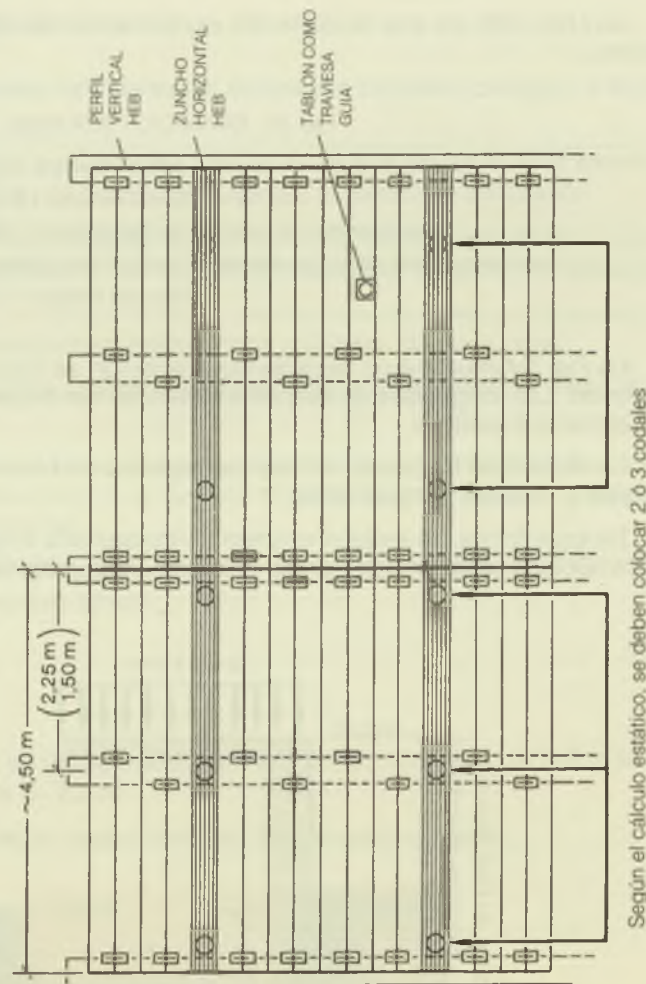 PERFIL
VERTICAL
HEB
ZUNCHO
HORIZONTAL
HEB
TABLON COMO
TRAVIESA
GUIA
~4,50 m
(2,25 m
1,50 m)
Según el cálculo estático, se deben colocar 2 ó 3 codales